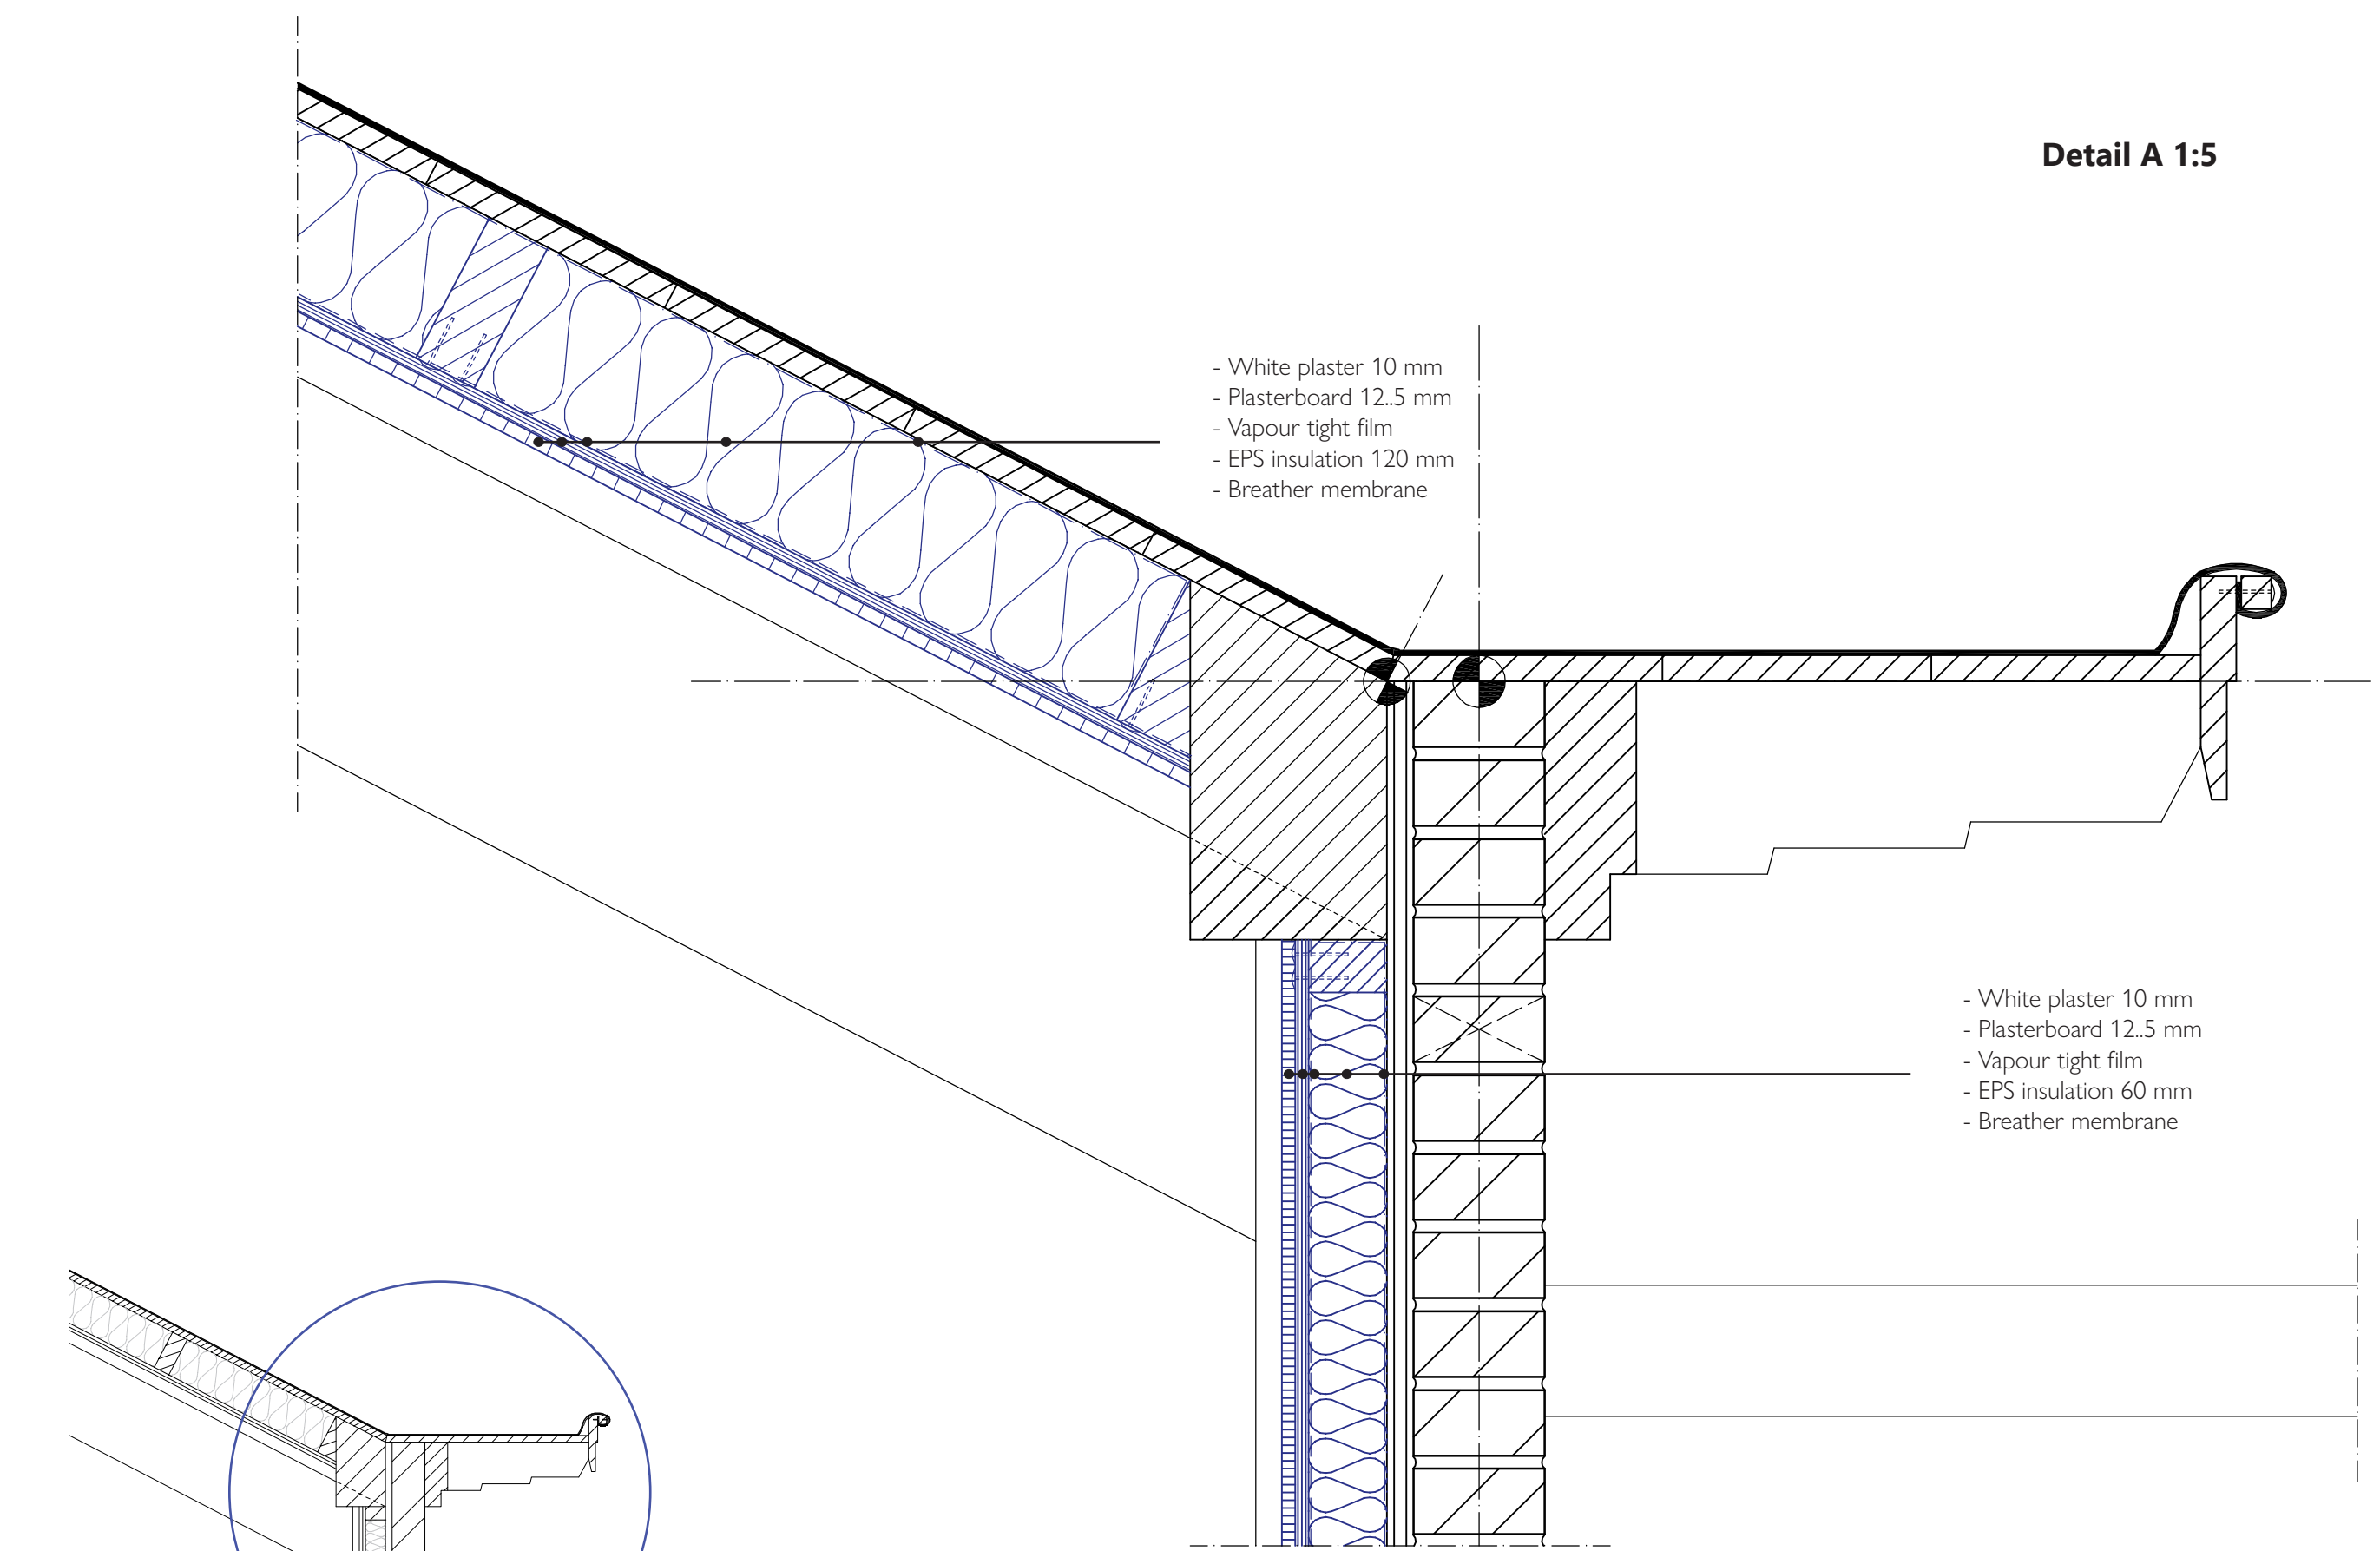 Detail A 1:5
- White plaster 10 mm
- Plasterboard 12..5 mm
- Vapour tight film
- EPS insulation 120 mm
- Breather membrane
- White plaster 10 mm
- Plasterboard 12..5 mm
- Vapour tight film
- EPS insulation 60 mm
- Breather membrane